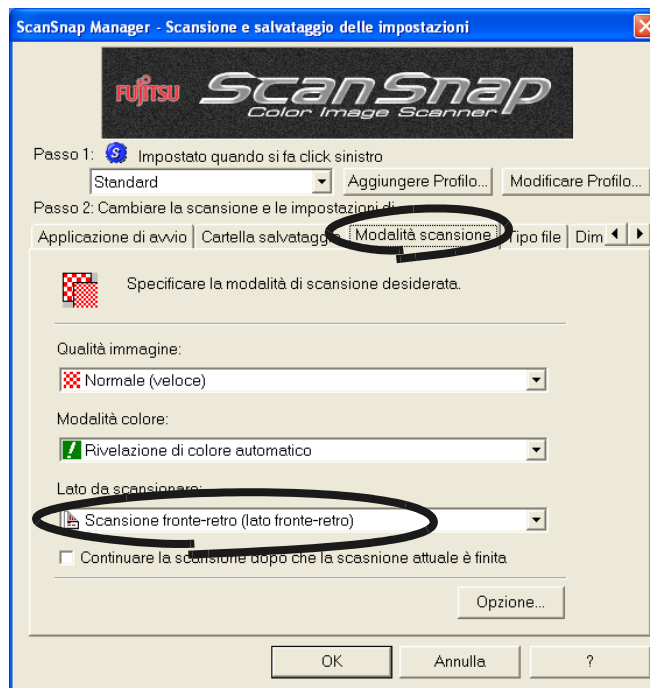 ScanSnap Manager - Scansione e salvataggio delle impostazioni
FUJITSU ScanSnap
Color Image Scanner
Passo 1: S Impostato quando si fa click sinistro
Standard Aggiungere Profilo... Modificare Profilo...
Passo 2: Cambiare la scansione e le impostazioni di
Applicazione di avvio Cartella salvataggio Modalità scansione Tipo file Dim
Specificare la modalità di scansione desiderata.
Qualità immagine:
Normale (veloce)
Modalità colore:
Rivelazione di colore automatico
Lato da scansionare:
Scansione fronte-retro (lato fronte-retro)
Continuare la scansione dopo che la scasnione attuale è finita
Opzione...
OK Annulla ?